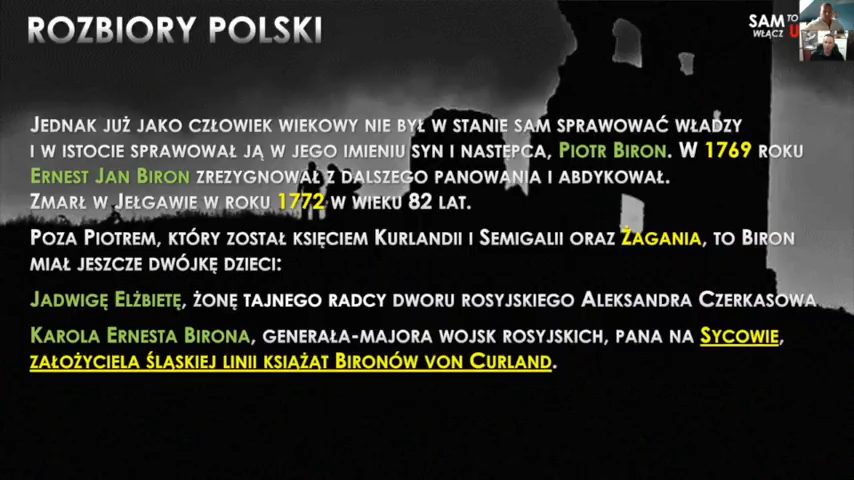 ROZBIORY POLSKI
SAM TO
WŁĄCZ
JEDNAK JUŻ JAKO CZŁOWIEK WIEKOWY NIE BYŁ W STANIE SAM SPRAWOWAĆ WŁADZY
I W ISTOCIE SPRAWOWAŁ JĄ W JEGO IMIENIU SYN I NASTEPCA, PIOTR BIRON. W 1769 ROKU
ERNEST JAN BIRON ZREZYGNOWAŁ Z DALSZEGO PANOWANIA I ABDYKOWAŁ.
ZMARŁ W JEŁGAWIE W ROKU 1772 W WIEKU 82 LAT.
POZA PIOTREM, KTÓRY ZOSTAŁ KSIĘCIEM KURLANDII I SEMIGALII ORAZ ŻAGANIA, TO BIRON
MIAŁ JESZCZE DWÓJKĘ DZIECI:
JADWIGĘ ELŻBIETĘ, ŻONĘ TAJNEGO RADCY DWORU ROSYJSKIEGO ALEKSANDRA CZERKASOWA
KAROLA ERNESTA BIRONA, GENERAŁA-MAJORA WOJSK ROSYJSKICH, PANA NA SYCOWIE,
ZAŁOŻYCIELA ŚLĄSKIEJ LINII KSIĄŻĄT BIRONÓW VON CURLAND.